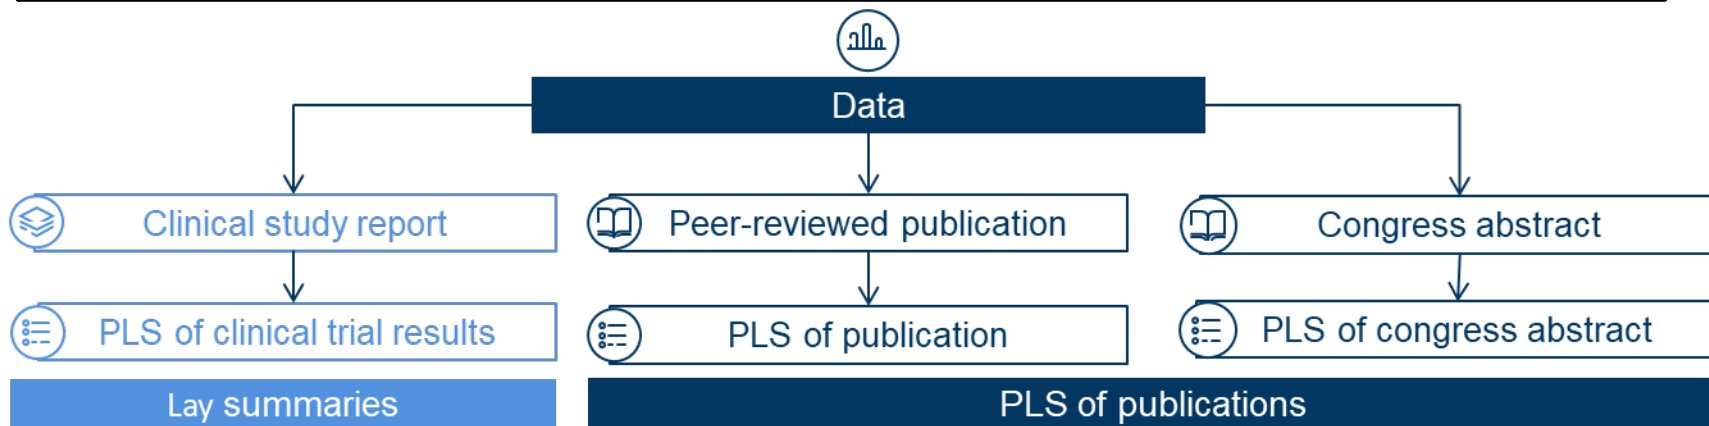 Data
Clinical study report
Peer-reviewed publication
Congress abstract
PLS of clinical trial results
PLS of publication
PLS of congress abstract
Lay summaries
PLS of publications